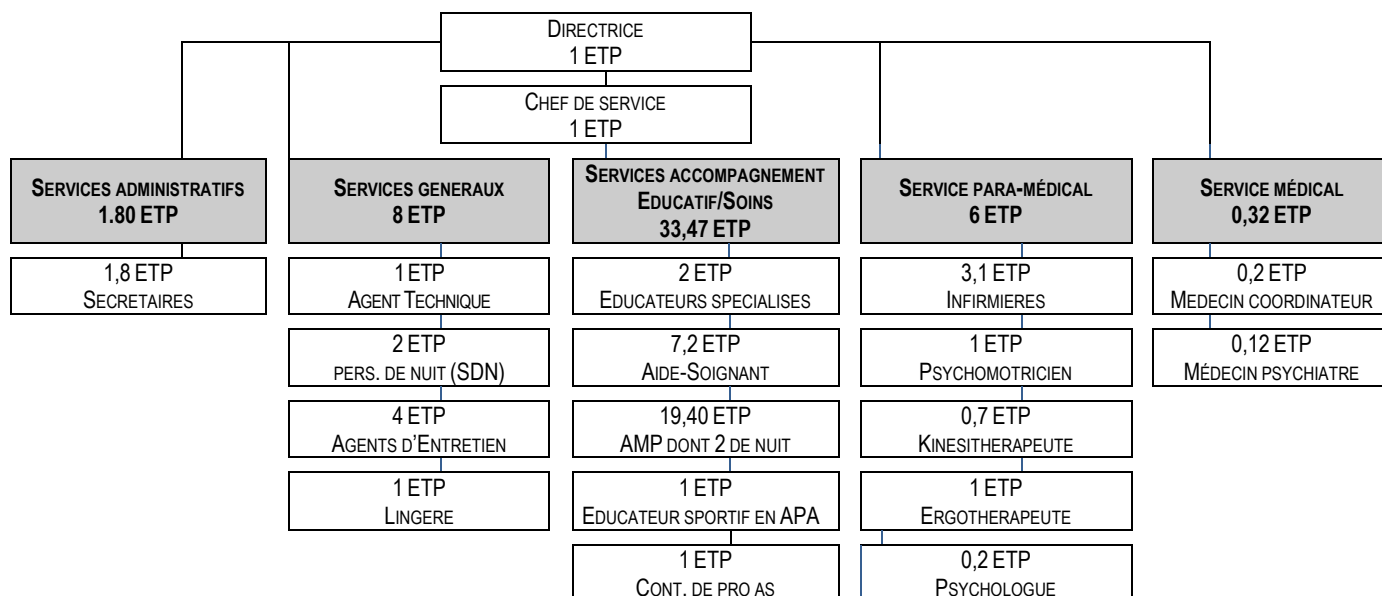 DIRECTRICE
1 ETP
CHEF DE SERVICE
1 ETP
SERVICES ADMINISTRATIFS
1.80 ETP
1,8 ETP
SECRETAIRES
SERVICES GENERAUX
8 ETP
1 ETP
AGENT TECHNIQUE
2 ETP
PERS. DE NUIT (SDN)
4 ETP
AGENTS D'ENTRETIEN
1 ETP
LINGERE
SERVICES ACCOMPAGNEMENT
EDUCATIF/SOINS
33,47 ETP
2 ETP
EDUCATEURS SPECIALISES
7,2 ETP
AIDE-SOIGNANT
19,40 ETP
AMP DONT 2 DE NUIT
1 ETP
EDUCATEUR SPORTIF EN APA
1 ETP
CONT. DE PRO AS
SERVICE PARA-MÉDICAL
6 ETP
3,1 ETP
INFIRMIERES
1 ETP
PSYCHOMOTRICIEN
0,7 ETP
KINESITHERAPEUTE
1 ETP
ERGOTHERAPEUTE
0,2 ETP
PSYCHOLOGUE
SERVICE MÉDICAL
0,32 ETP
0,2 ETP
MEDECIN COORDINATEUR
0,12 ETP
MÉDECIN PSYCHIATRE